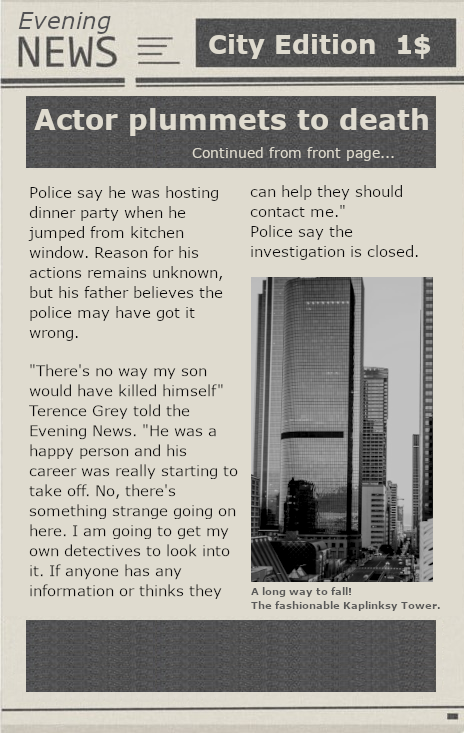 Evening
NEWS
City Edition 1$
Actor plummets to death
Continued from front page...
Police say he was hosting
dinner party when he
jumped from kitchen
window. Reason for his
actions remains unknown,
but his father believes the
police may have got it
wrong.
"There's no way my son
would have killed himself"
Terence Grey told the
Evening News. "He was a
happy person and his
career was really starting to
take off. No, there's
something strange going on
here. I am going to get my
own detectives to look into
it. If anyone has any
information or thinks they
can help they should
contact me."
Police say the
investigation is closed.
A long way to fall!
The fashionable Kaplinksy Tower.